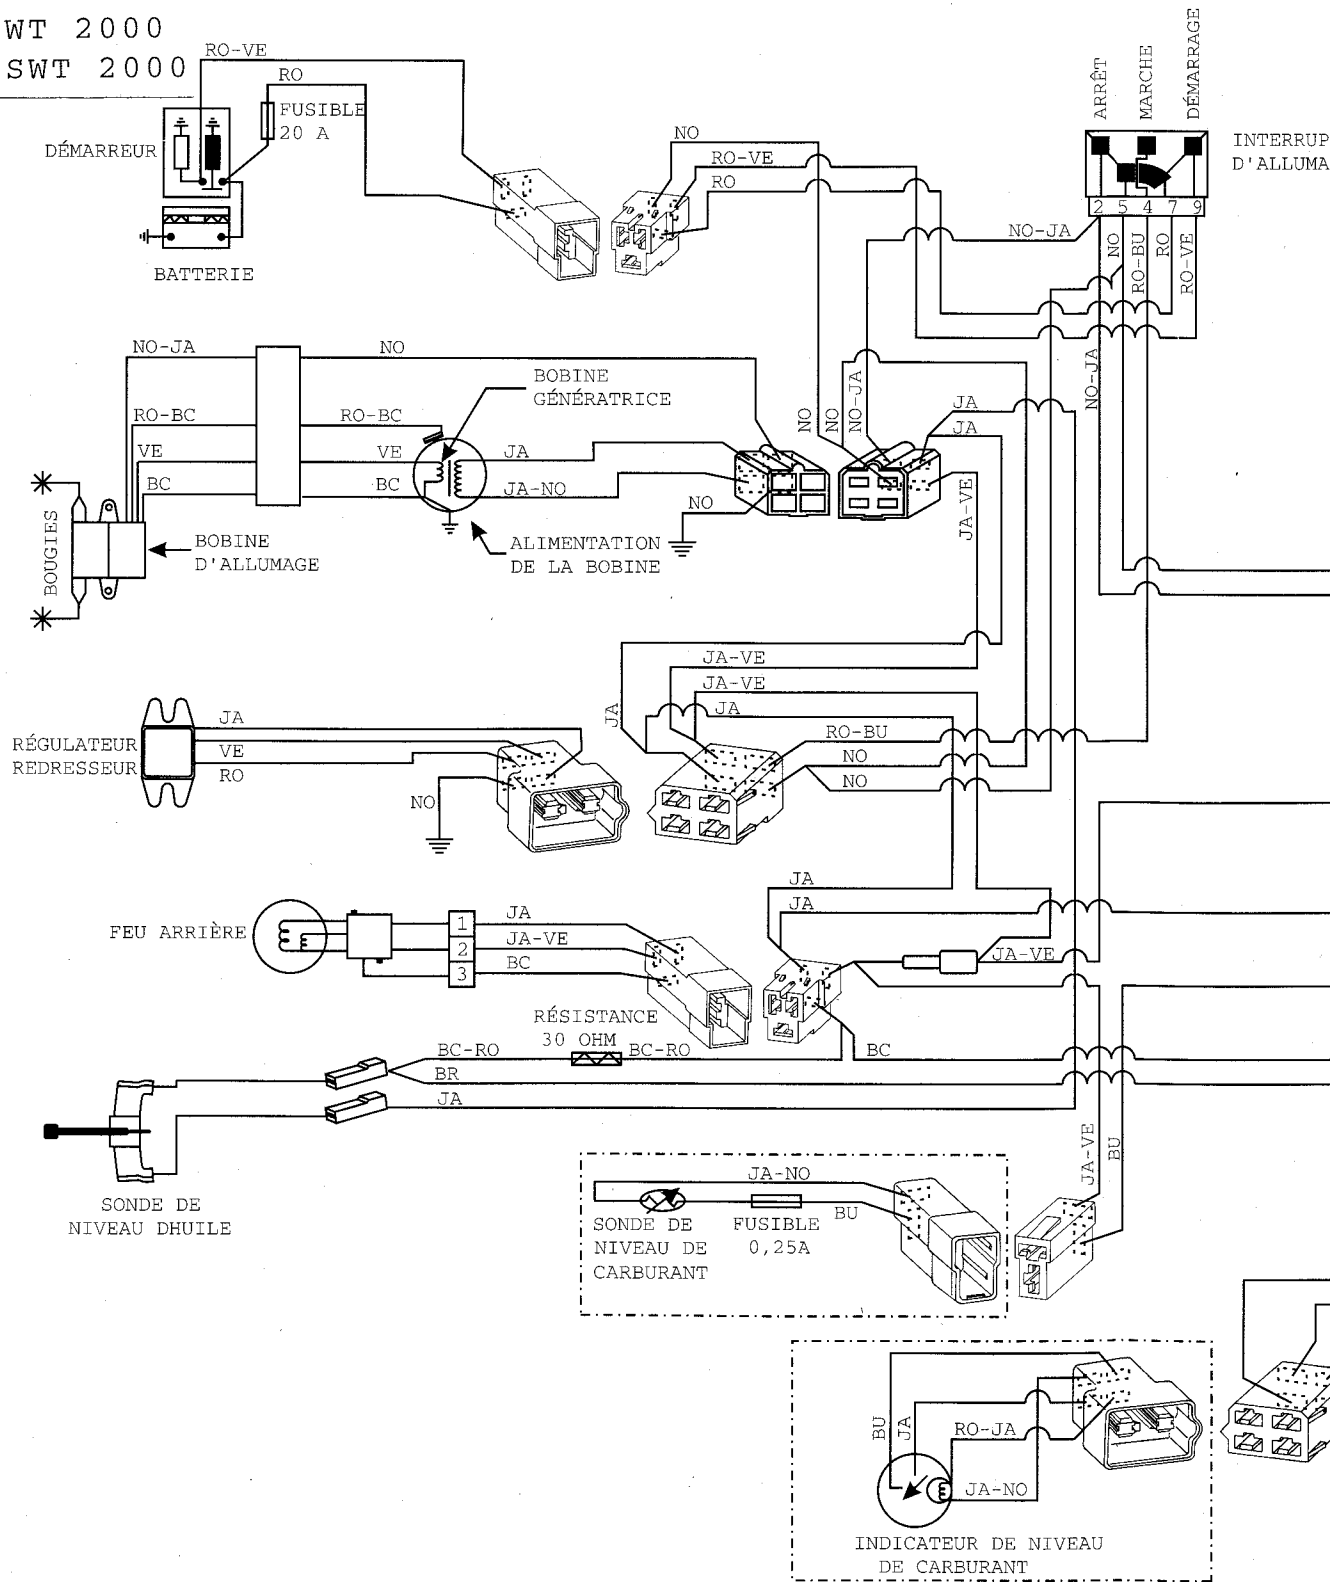 WT 2000
SWT 2000
RO-VE
RO
FUSIBLE
20 A
DÉMARREUR
BATTERIE
NO
RO-VE
RO
ARRÊT
MARCHE
DÉMARRAGE
INTERRUP
D'ALLUMA
2 5 4 7 9
NO-JA
NO
RO-BU
RO
RO-VE
NO-JA
NO
BOBINE
GÉNÉRATRICE
RO-BC
RO-BC
VE
VE
BC
BC
JA
JA-NO
NO
NO
NO
NO-JA
JA
JA
NO-JA
JA-VE
BOUGIES
BOBINE
D'ALLUMAGE
ALIMENTATION
DE LA BOBINE
JA-VE
JA-VE
JA
JA
RO-BU
NO
NO
RÉGULATEUR
REDRESSEUR
JA
VE
RO
NO
JA
JA
FEU ARRIÈRE
1
2
3
JA
JA-VE
BC
JA-VE
RÉSISTANCE
30 OHM
BC-RO
BC-RO
BC
BR
JA
SONDE DE
NIVEAU DHUILE
JA-VE
BU
JA-NO
BU
SONDE DE
NIVEAU DE
CARBURANT
FUSIBLE
0,25A
BU
JA
RO-JA
JA-NO
INDICATEUR DE NIVEAU
DE CARBURANT